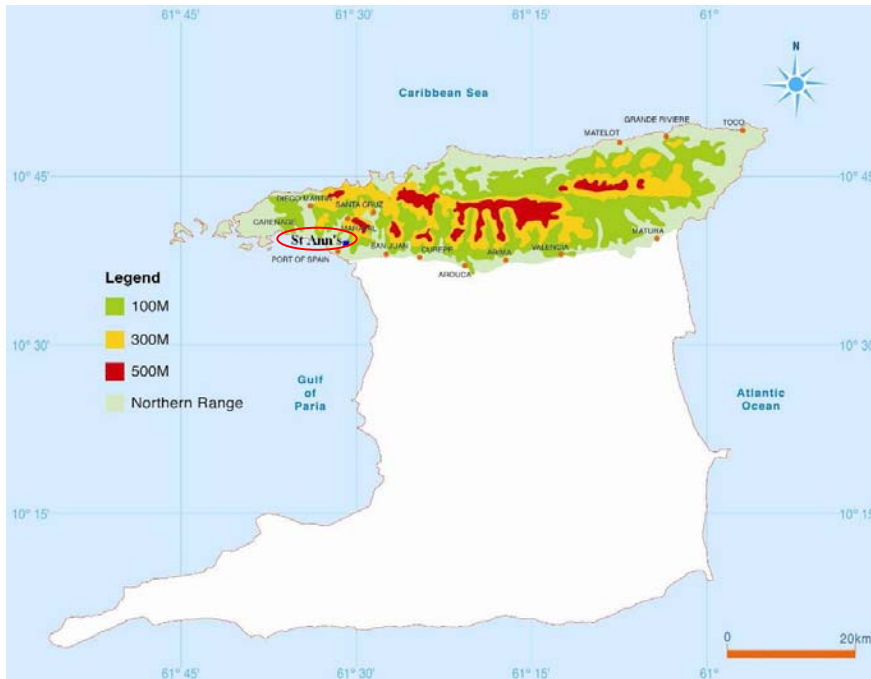 61° 45'
61° 30'
61° 15'
61°
N
Caribbean Sea
GRANDE RIVIERE
TOCO
MATELOT
10° 45'
10° 45'
DIEGO MARTIN
SANTA CRUZ
CARENAGE
MARAVAL
St Ann's
MATURA
PORT OF SPAIN
SAN JUAN
CUREPE
ARIMA
VALENCIA
AROUCA
Legend
100M
300M
500M
Northern Range
10° 30'
10° 30'
Gulf
of
Paria
Atlantic
Ocean
10° 15'
10° 15'
0
20km
61° 45'
61° 30'
61° 15'
61°